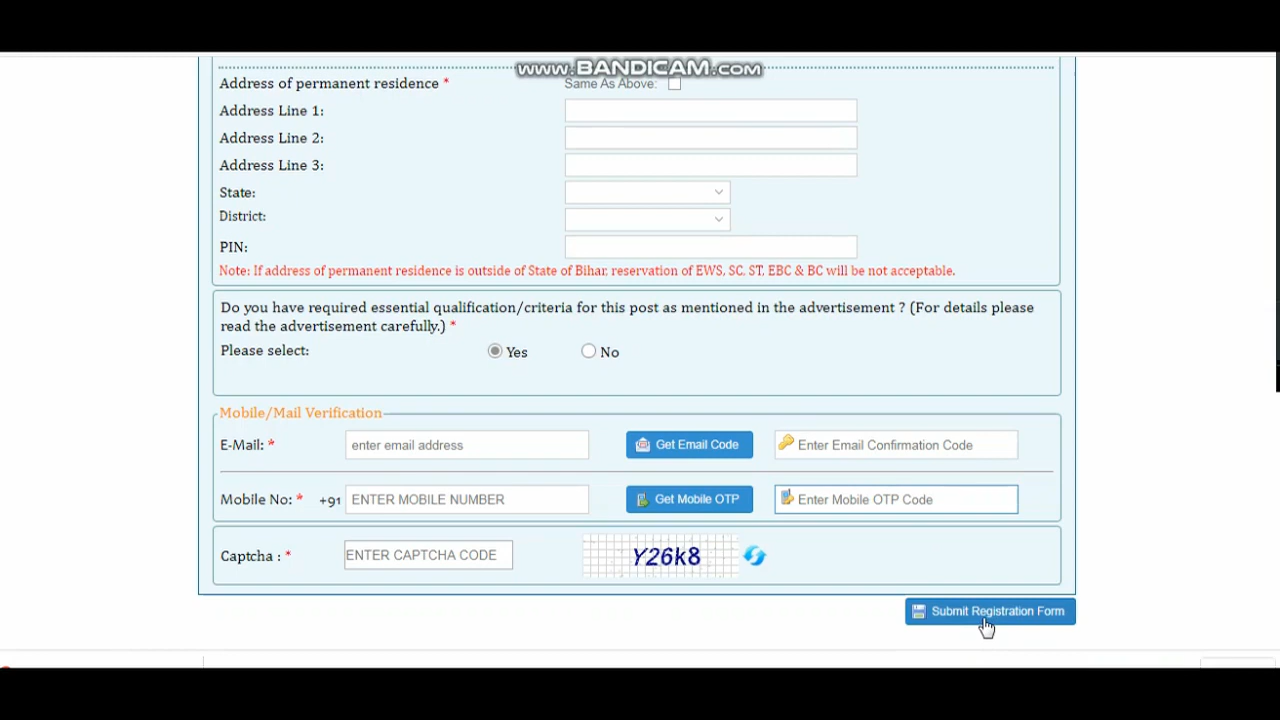 www.BANDICAM.com
Address of permanent residence * Same As Above:
Address Line 1:
Address Line 2:
Address Line 3:
State:
District:
PIN:
Note: If address of permanent residence is outside of State of Bihar, reservation of EWS, SC, ST, EBC & BC will be not acceptable.
Do you have required essential qualification/criteria for this post as mentioned in the advertisement ? (For details please
read the advertisement carefully.) *
Please select: Yes No
Mobile/Mail Verification
E-Mail: * enter email address Get Email Code Enter Email Confirmation Code
Mobile No: * +91 ENTER MOBILE NUMBER Get Mobile OTP Enter Mobile OTP Code
Captcha : * ENTER CAPTCHA CODE Y26k8
Submit Registration Form